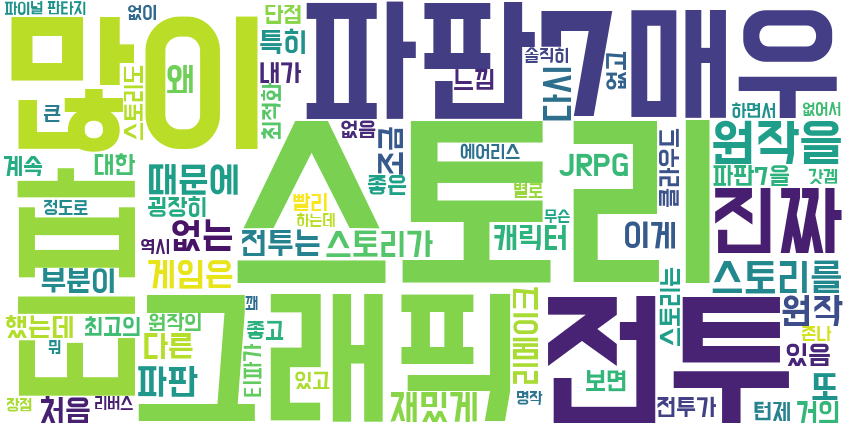 파이널 판타지
없이
많이
왜
단점
특히
내가
파판7
매우
솔직히
느낌
다시
없고
스토리도
큰
최적화
없음
조금
좋은
하면서
없어서
원작을
계속
대한
때문에
굉장히
정도로
역시
없는
스토리
에어리스
JRPG
별로
클라우드
파판7을
갓겜
진짜
빨리
하는데
전투는
스토리가
무슨
캐릭터
이게
티파
부분이
게임은
스토리는
스토리를
했는데
최고의
원작의
다른
꽤
좋고
티파가
그래픽
리메이크
전투
원작
존나
있음
뭐
파판
있고
보면
또
장점
처음
리버스
재밌게
명작
전투가
턴제
거의